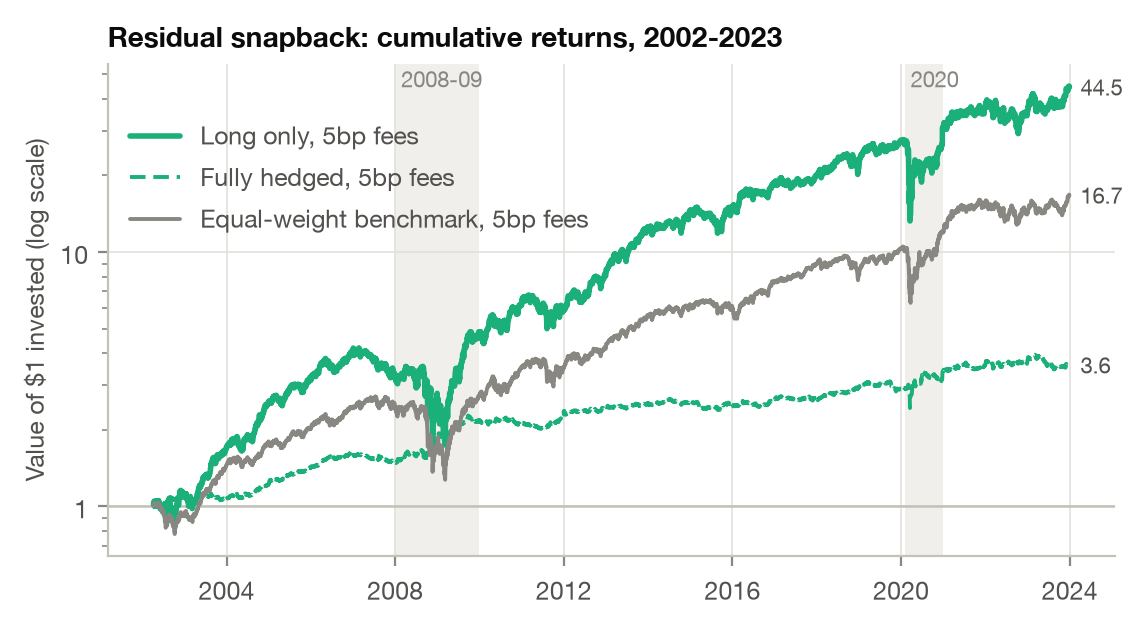 Residual snapback: cumulative returns, 2002-2023
2008-09
2020
44.5
Long only, 5bp fees
Fully hedged, 5bp fees
Equal-weight benchmark, 5bp fees
16.7
3.6
Value of $1 invested (log scale)
10
1
2004
2008
2012
2016
2020
2024